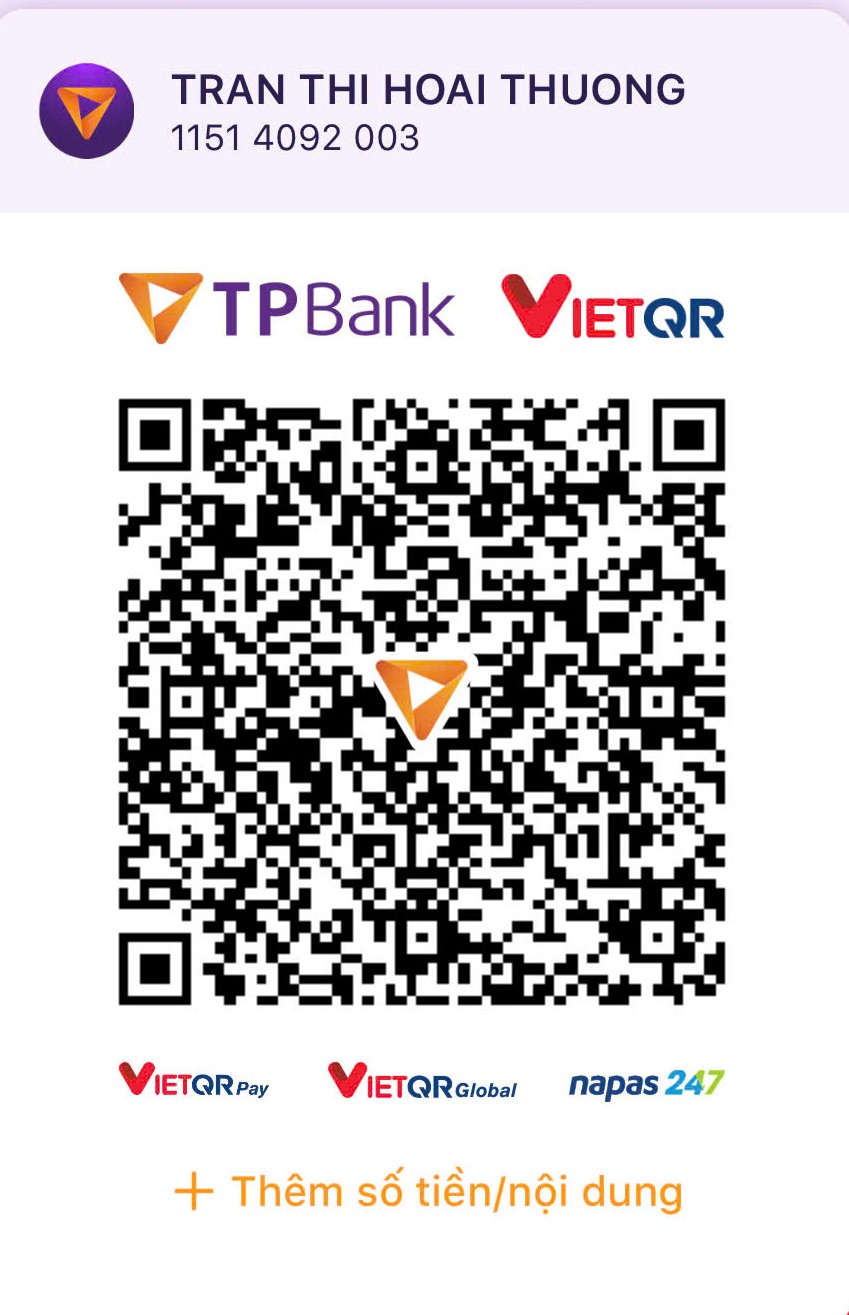 TRAN THI HOAI THUONG
1151 4092 003
TPBank VIETQR
VIETQR Pay VIETQR Global napas 247
+ Thêm số tiền/nội dung